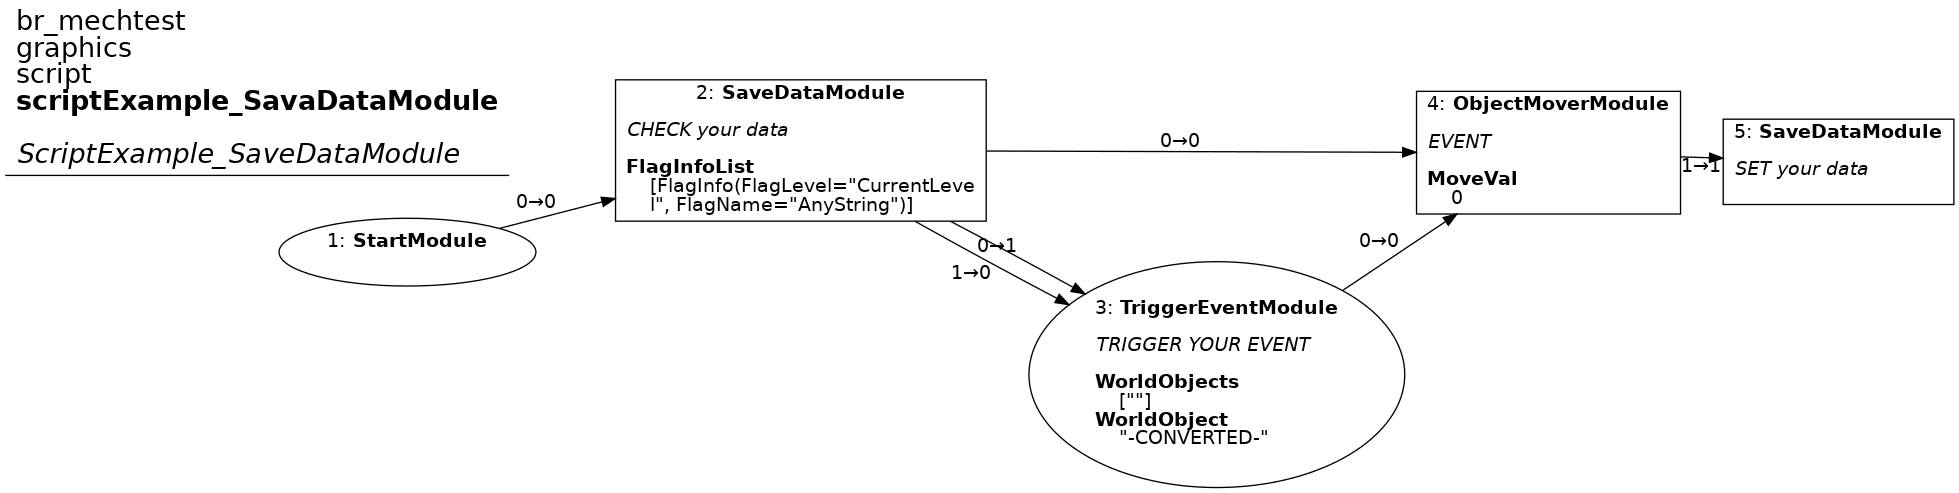 br_mechtest
graphics
script
scriptExample_SavaDataModule
ScriptExample_SaveDataModule
1: StartModule
0→0
2: SaveDataModule
CHECK your data
FlagInfoList
[FlagInfo(FlagLevel="CurrentLeve
l", FlagName="AnyString")]
0→0
0→1
1→0
3: TriggerEventModule
TRIGGER YOUR EVENT
WorldObjects
[""]
WorldObject
"-CONVERTED-"
0→0
4: ObjectMoverModule
EVENT
MoveVal
0
1→1
5: SaveDataModule
SET your data